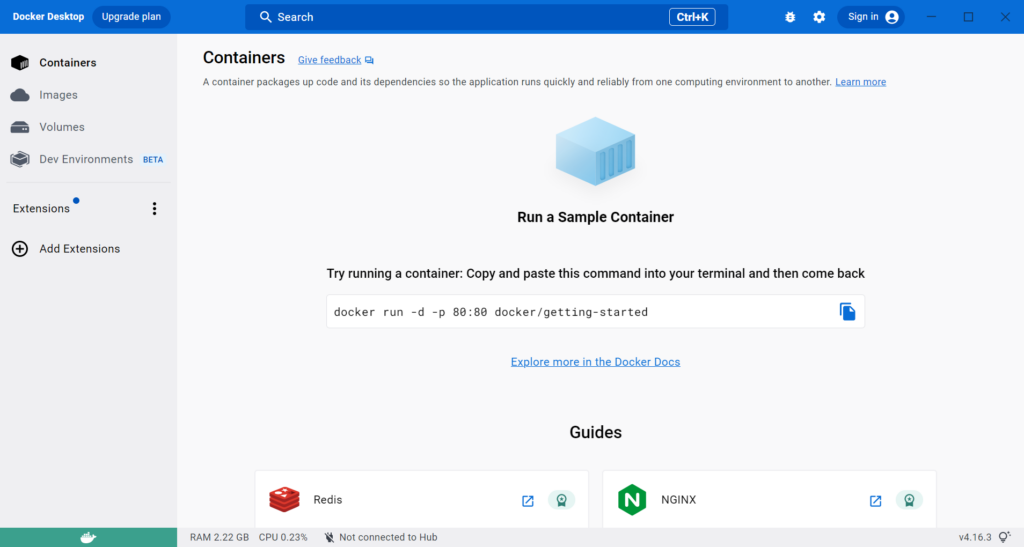 Docker Desktop Upgrade plan Search Ctrl+K Sign in
Containers
Images
Volumes
Dev Environments BETA
Extensions
Add Extensions
Containers Give feedback
A container packages up code and its dependencies so the application runs quickly and reliably from one computing environment to another. Learn more
Run a Sample Container
Try running a container: Copy and paste this command into your terminal and then come back
docker run -d -p 80:80 docker/getting-started
Explore more in the Docker Docs
Guides
Redis
NGINX
RAM 2.22 GB CPU 0.23% Not connected to Hub v4.16.3